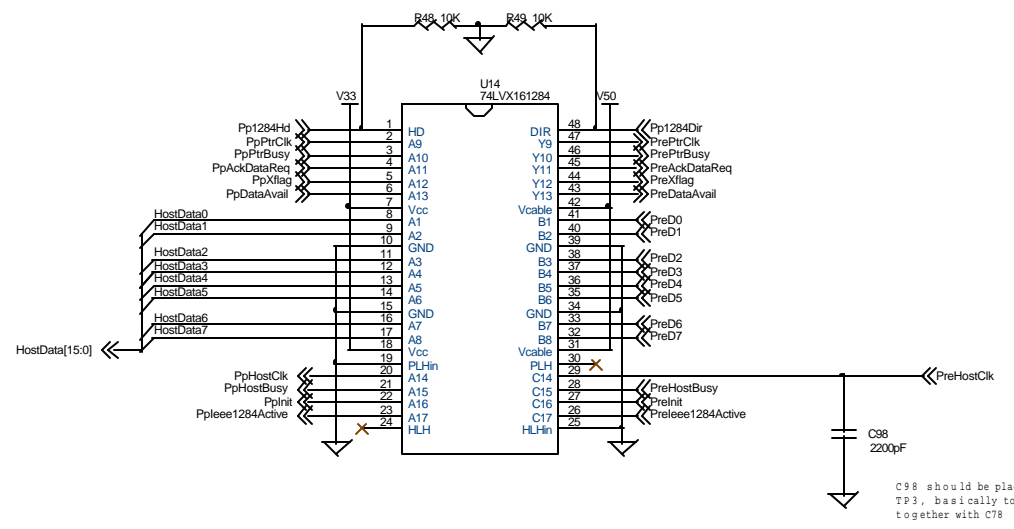 R48 10K R49 10K
U14
74LVX161284
V33 V50
Pp1284Hd 1 HD DIR 48 Pp1284Dir
PpPtrClk 2 A9 Y9 47 PrePtrClk
PpPtrBusy 3 A10 Y10 46 PrePtrBusy
PpAckDataReq 4 A11 Y11 45 PreAckDataReq
PpXflag 5 A12 Y12 44 PreXflag
PpDataAvail 6 A13 Y13 43 PreDataAvail
7 Vcc Vcable 42
HostData0 8 A1 B1 41 PreD0
HostData1 9 A2 B2 40 PreD1
10 GND GND 39
HostData2 11 A3 B3 38 PreD2
HostData3 12 A4 B4 37 PreD3
HostData4 13 A5 B5 36 PreD4
HostData5 14 A6 B6 35 PreD5
15 GND GND 34
HostData6 16 A7 B7 33 PreD6
HostData7 17 A8 B8 32 PreD7
HostData[15:0]
18 Vcc Vcable 31
19 PLHin PLH 30
PpHostClk 20 A14 C14 29 PreHostClk
PpHostBusy 21 A15 C15 28 PreHostBusy
PpInit 22 A16 C16 27 PreInit
PpIeee1284Active 23 A17 C17 26 PreIeee1284Active
24 HLH HLHin 25
C98
2200pF
C98 should be pla
TP3, basically to
together with C78